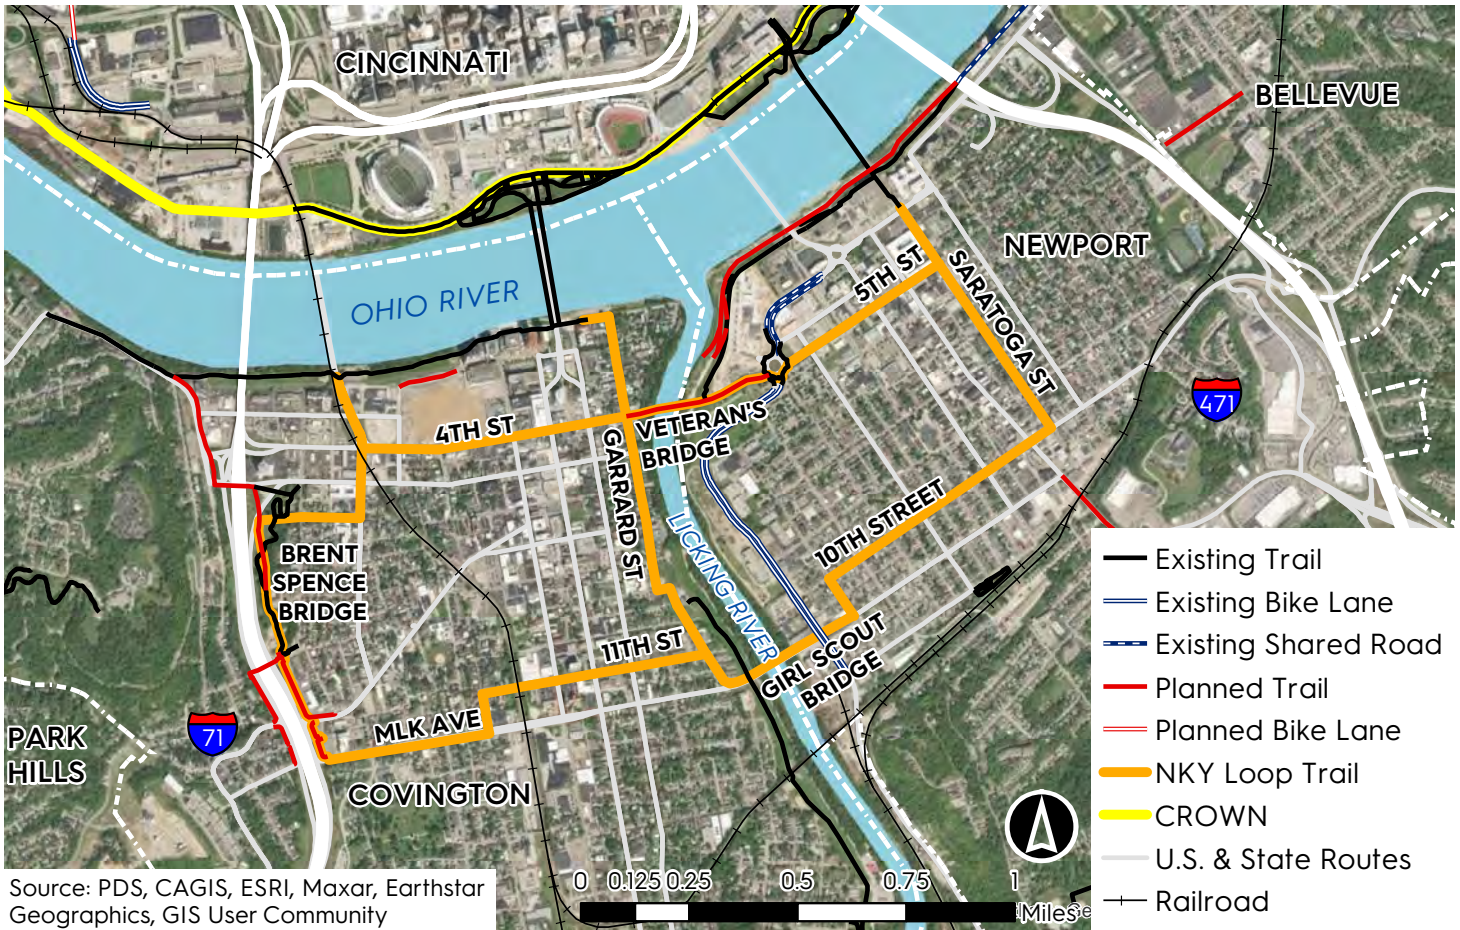 CINCINNATI
BELLEVUE
NEWPORT
OHIO RIVER
5TH ST
SARATOGA ST
471
4TH ST
VETERAN'S
BRIDGE
GARRARD ST
10TH STREET
LICKING RIVER
BRENT
SPENCE
BRIDGE
11TH ST
GIRL SCOUT
BRIDGE
MLK AVE
71
PARK
HILLS
COVINGTON
Existing Trail
Existing Bike Lane
Existing Shared Road
Planned Trail
Planned Bike Lane
NKY Loop Trail
CROWN
U.S. & State Routes
Railroad
0 0.125 0.25 0.5 0.75 1
Miles
Source: PDS, CAGIS, ESRI, Maxar, Earthstar
Geographics, GIS User Community